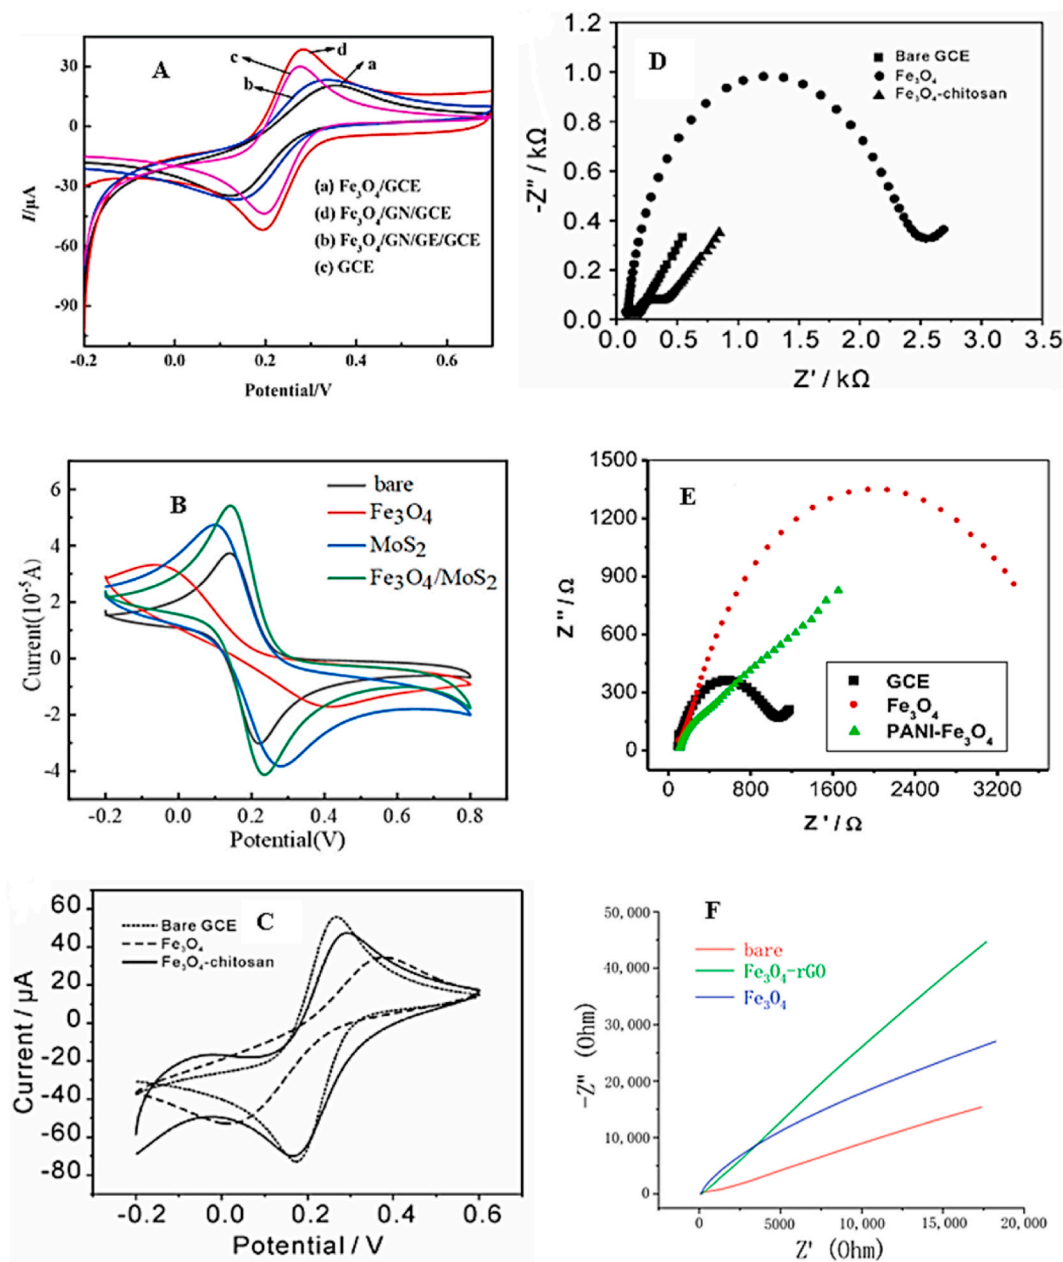 A
c
d
a
b
30
0
-30
-60
-90
I/μA
(a) Fe₃O₄/GCE
(d) Fe₃O₄/GN/GCE
(b) Fe₃O₄/GN/GE/GCE
(c) GCE
-0.2
0.0
0.2
0.4
0.6
Potential/V
D
Bare GCE
Fe₃O₄
Fe₃O₄-chitosan
1.2
1.0
0.8
0.6
0.4
0.2
0.0
-Z" / kΩ
0.0
0.5
1.0
1.5
2.0
2.5
3.0
3.5
Z' / kΩ
B
bare
Fe₃O₄
MoS₂
Fe₃O₄/MoS₂
6
4
2
0
-2
-4
Current(10⁻⁵A)
-0.2
0.0
0.2
0.4
0.6
0.8
Potential(V)
E
1500
1200
900
600
300
0
Z" / Ω
GCE
Fe₃O₄
PANI-Fe₃O₄
0
800
1600
2400
3200
Z' / Ω
C
Bare GCE
Fe₃O₄
Fe₃O₄-chitosan
60
40
20
0
-20
-40
-60
-80
Current / μA
-0.2
0.0
0.2
0.4
0.6
Potential / V
F
bare
Fe₃O₄-rGO
Fe₃O₄
50,000
40,000
30,000
20,000
10,000
0
-Z" (Ohm)
0
5000
10,000
15,000
20,000
Z' (Ohm)